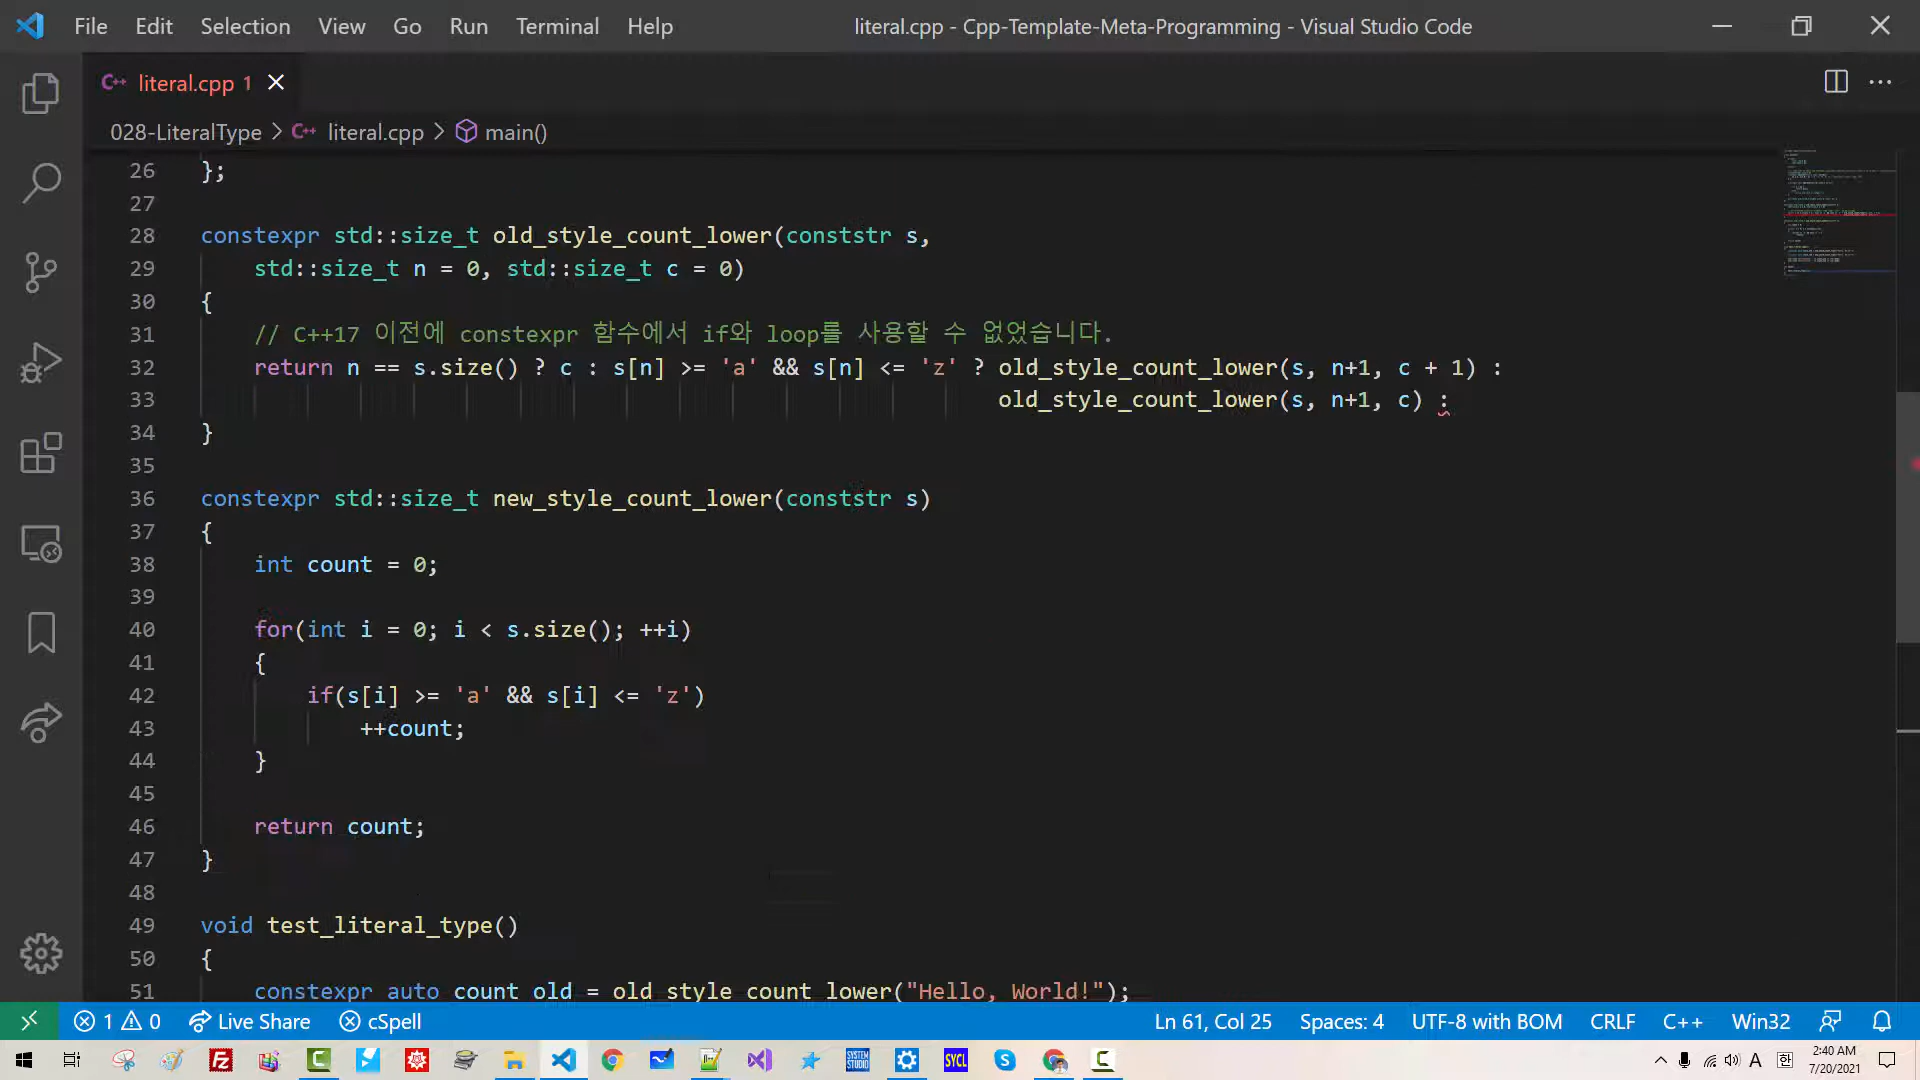 File Edit Selection View Go Run Terminal Help literal.cpp - Cpp-Template-Meta-Programming - Visual Studio Code
C++ literal.cpp 1
028-LiteralType > C++ literal.cpp > main()
26 };
27
28 constexpr std::size_t old_style_count_lower(conststr s,
29 std::size_t n = 0, std::size_t c = 0)
30 {
31 // C++17 이전에 constexpr 함수에서 if와 loop를 사용할 수 없었습니다.
32 return n == s.size() ? c : s[n] >= 'a' && s[n] <= 'z' ? old_style_count_lower(s, n+1, c + 1) :
33 old_style_count_lower(s, n+1, c) :
34 }
35
36 constexpr std::size_t new_style_count_lower(conststr s)
37 {
38 int count = 0;
39
40 for(int i = 0; i < s.size(); ++i)
41 {
42 if(s[i] >= 'a' && s[i] <= 'z')
43 ++count;
44 }
45
46 return count;
47 }
48
49 void test_literal_type()
50 {
51 constexpr auto count_old = old_style_count_lower("Hello, World!");
1 0 Live Share cSpell Ln 61, Col 25 Spaces: 4 UTF-8 with BOM CRLF C++ Win32
A 한 2:40 AM
7/20/2021
Fz SYSTEM STUDIO SYCL